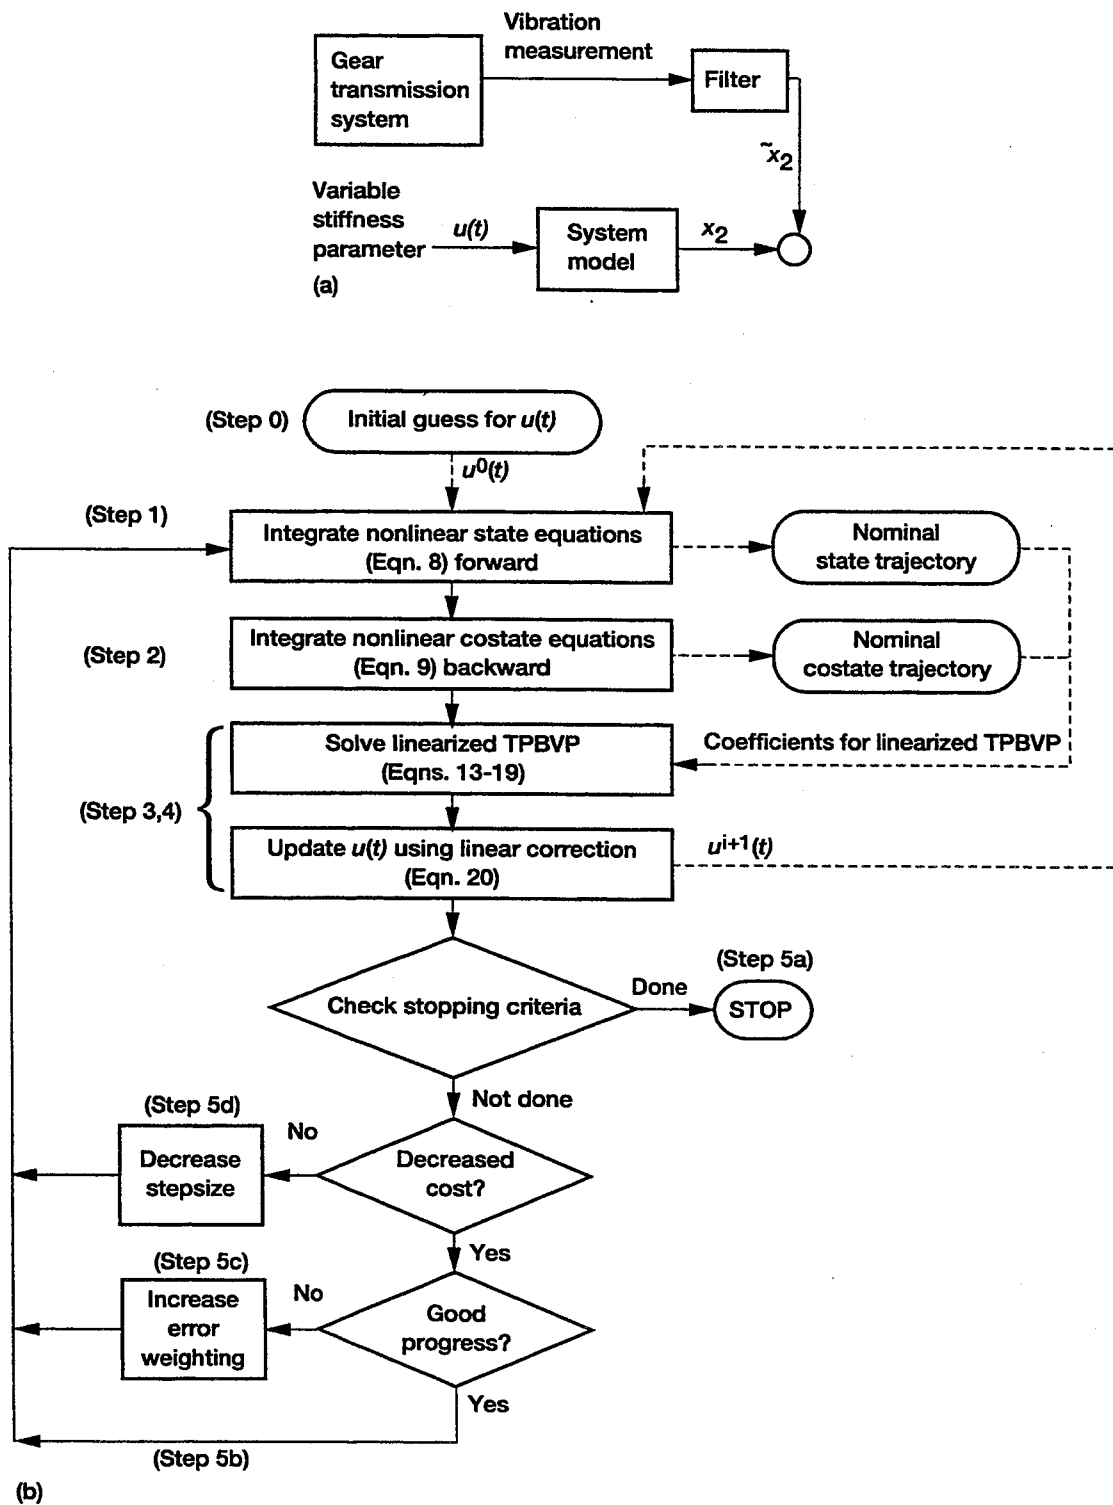 Vibration
measurement
Gear
transmission
system
Filter
~x2
Variable
stiffness
parameter
u(t)
System
model
x2
(a)
(Step 0)
Initial guess for u(t)
u0(t)
(Step 1)
Integrate nonlinear state equations
(Eqn. 8) forward
Nominal
state trajectory
(Step 2)
Integrate nonlinear costate equations
(Eqn. 9) backward
Nominal
costate trajectory
Solve linearized TPBVP
(Eqns. 13-19)
Coefficients for linearized TPBVP
(Step 3,4)
Update u(t) using linear correction
(Eqn. 20)
ui+1(t)
Check stopping criteria
Done
(Step 5a)
STOP
Not done
(Step 5d)
No
Decrease
stepsize
Decreased
cost?
Yes
(Step 5c)
No
Increase
error
weighting
Good
progress?
Yes
(Step 5b)
(b)